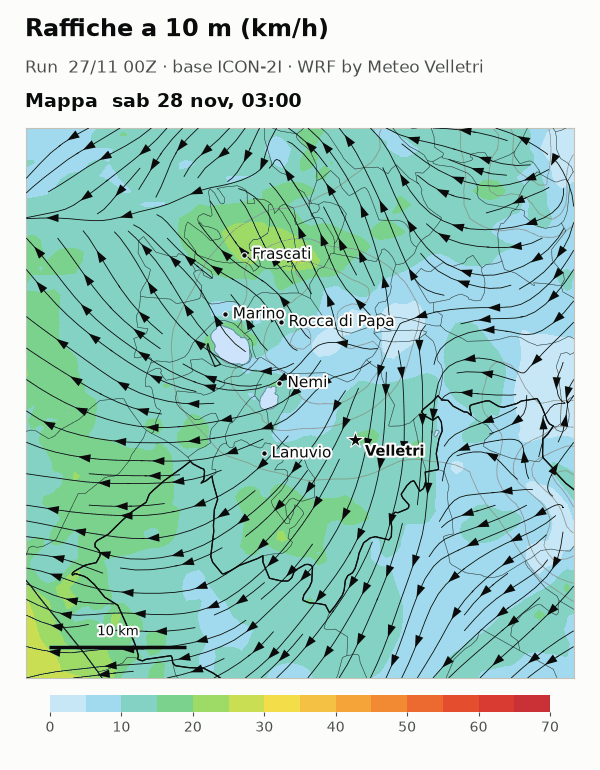 Raffiche a 10 m (km/h)
Run  27/11 00Z · base ICON-2I · WRF by Meteo Velletri
Mappa  sab 28 nov, 03:00
Frascati
Marino
Rocca di Papa
Nemi
Lanuvio
Velletri
10 km
0 10 20 30 40 50 60 70